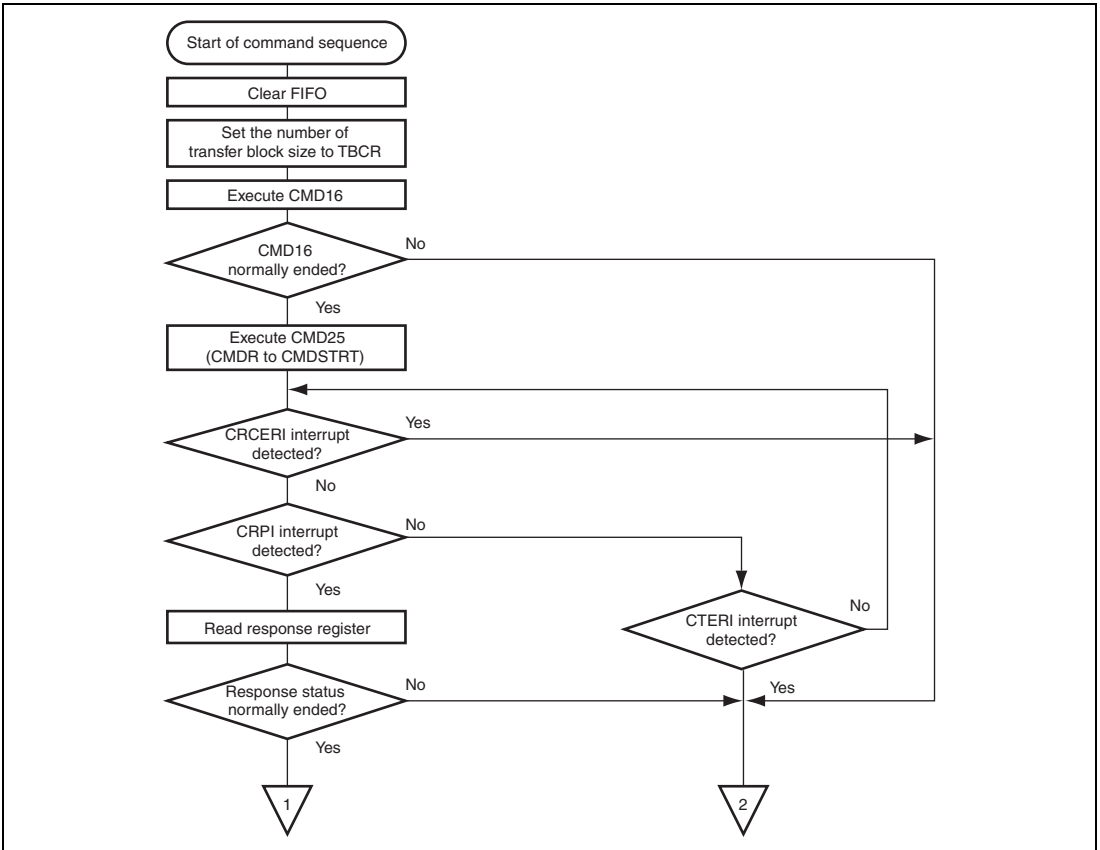 Start of command sequence
Clear FIFO
Set the number of
transfer block size to TBCR
Execute CMD16
CMD16
normally ended?
No
Yes
Execute CMD25
(CMDR to CMDSTRT)
CRCERI interrupt
detected?
Yes
No
CRPI interrupt
detected?
No
Yes
CTERI interrupt
detected?
No
Yes
Read response register
Response status
normally ended?
No
Yes
1
2